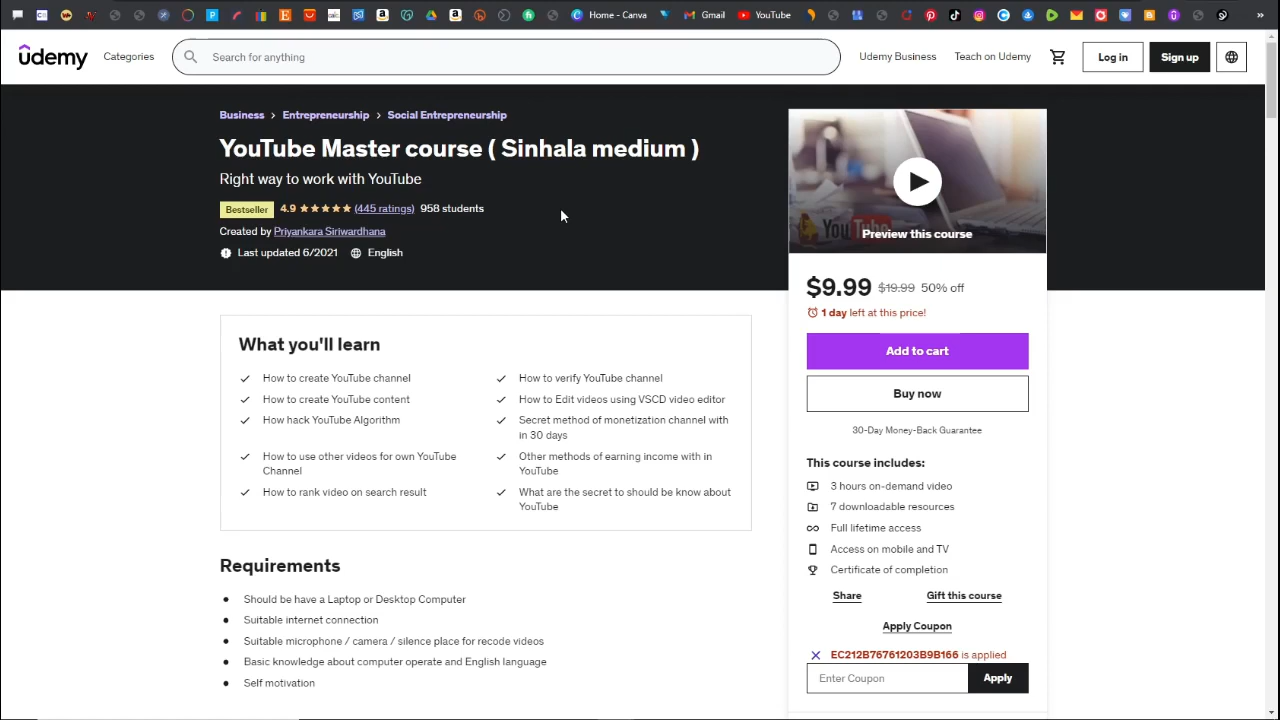 Home - Canva
Gmail
YouTube
»
ûdemy
Categories
Search for anything
Udemy Business
Teach on Udemy
Log in
Sign up
Business > Entrepreneurship > Social Entrepreneurship
YouTube Master course ( Sinhala medium )
Right way to work with YouTube
Bestseller 4.9 (445 ratings) 958 students
Created by Priyankara Siriwardhana
Last updated 6/2021 English
Preview this course
$9.99 $19.99 50% off
1 day left at this price!
Add to cart
Buy now
30-Day Money-Back Guarantee
This course includes:
3 hours on-demand video
7 downloadable resources
Full lifetime access
Access on mobile and TV
Certificate of completion
Share Gift this course
Apply Coupon
EC212B76761203B9B166 is applied
Enter Coupon Apply
What you'll learn
How to create YouTube channel
How to verify YouTube channel
How to create YouTube content
How to Edit videos using VSCD video editor
How hack YouTube Algorithm
Secret method of monetization channel with
in 30 days
How to use other videos for own YouTube
Channel
Other methods of earning income with in
YouTube
How to rank video on search result
What are the secret to should be know about
YouTube
Requirements
Should be have a Laptop or Desktop Computer
Suitable internet connection
Suitable microphone / camera / silence place for recode videos
Basic knowledge about computer operate and English language
Self motivation